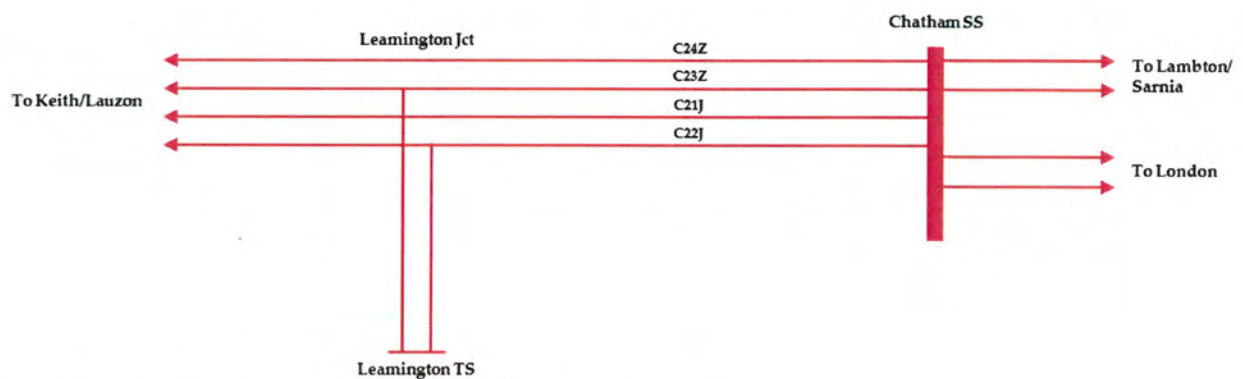 Chatham SS
Leamington Jct
C24Z
To Lambton/
Sarnia
C23Z
To Keith/Lauzon
C21J
C22J
To London
Leamington TS